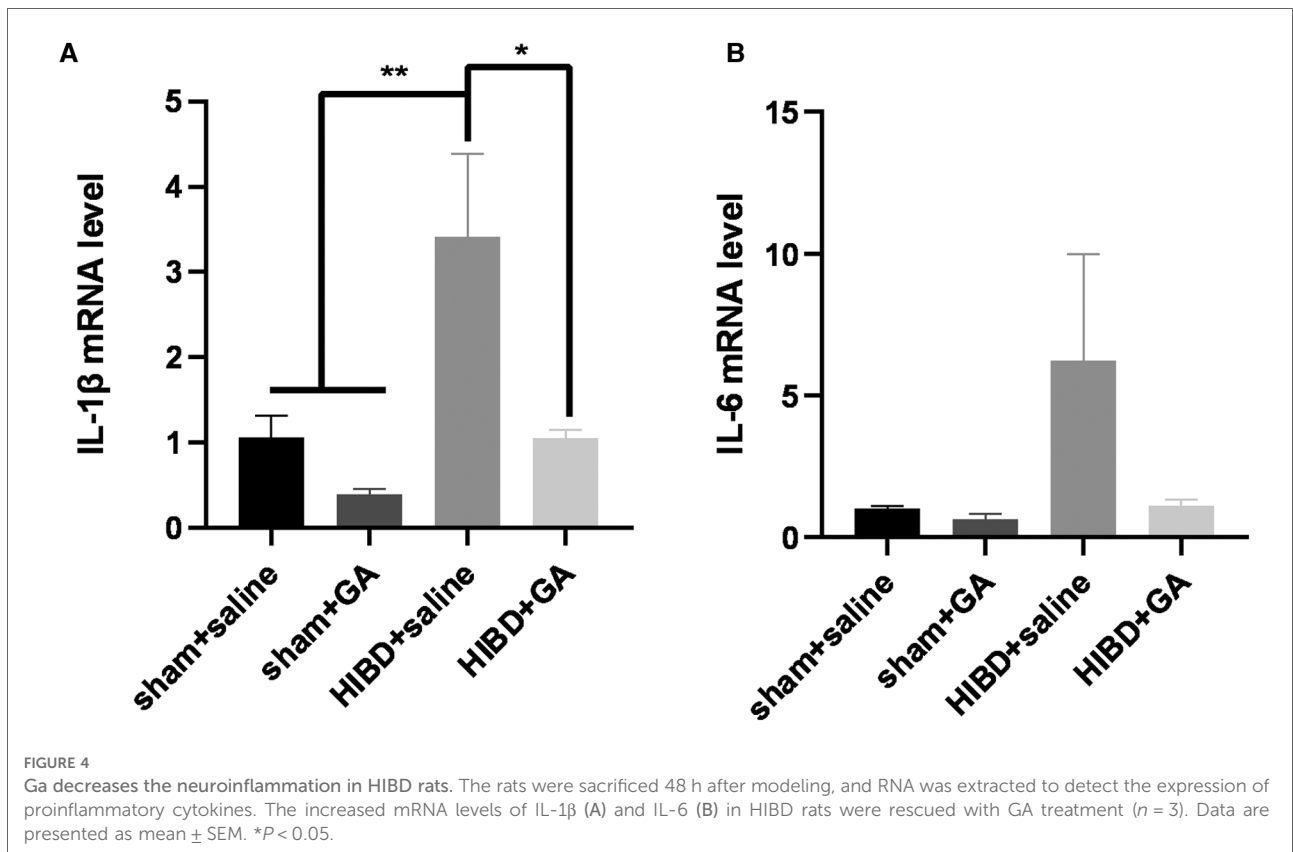 A
**
*
5
4
3
2
1
0
IL-1β mRNA level
sham+saline
sham+GA
HIBD+saline
HIBD+GA
B
15
10
5
0
IL-6 mRNA level
sham+saline
sham+GA
HIBD+saline
HIBD+GA
FIGURE 4
Ga decreases the neuroinflammation in HIBD rats. The rats were sacrificed 48 h after modeling, and RNA was extracted to detect the expression of
proinflammatory cytokines. The increased mRNA levels of IL-1β (A) and IL-6 (B) in HIBD rats were rescued with GA treatment (n = 3). Data are
presented as mean ± SEM. *P < 0.05.